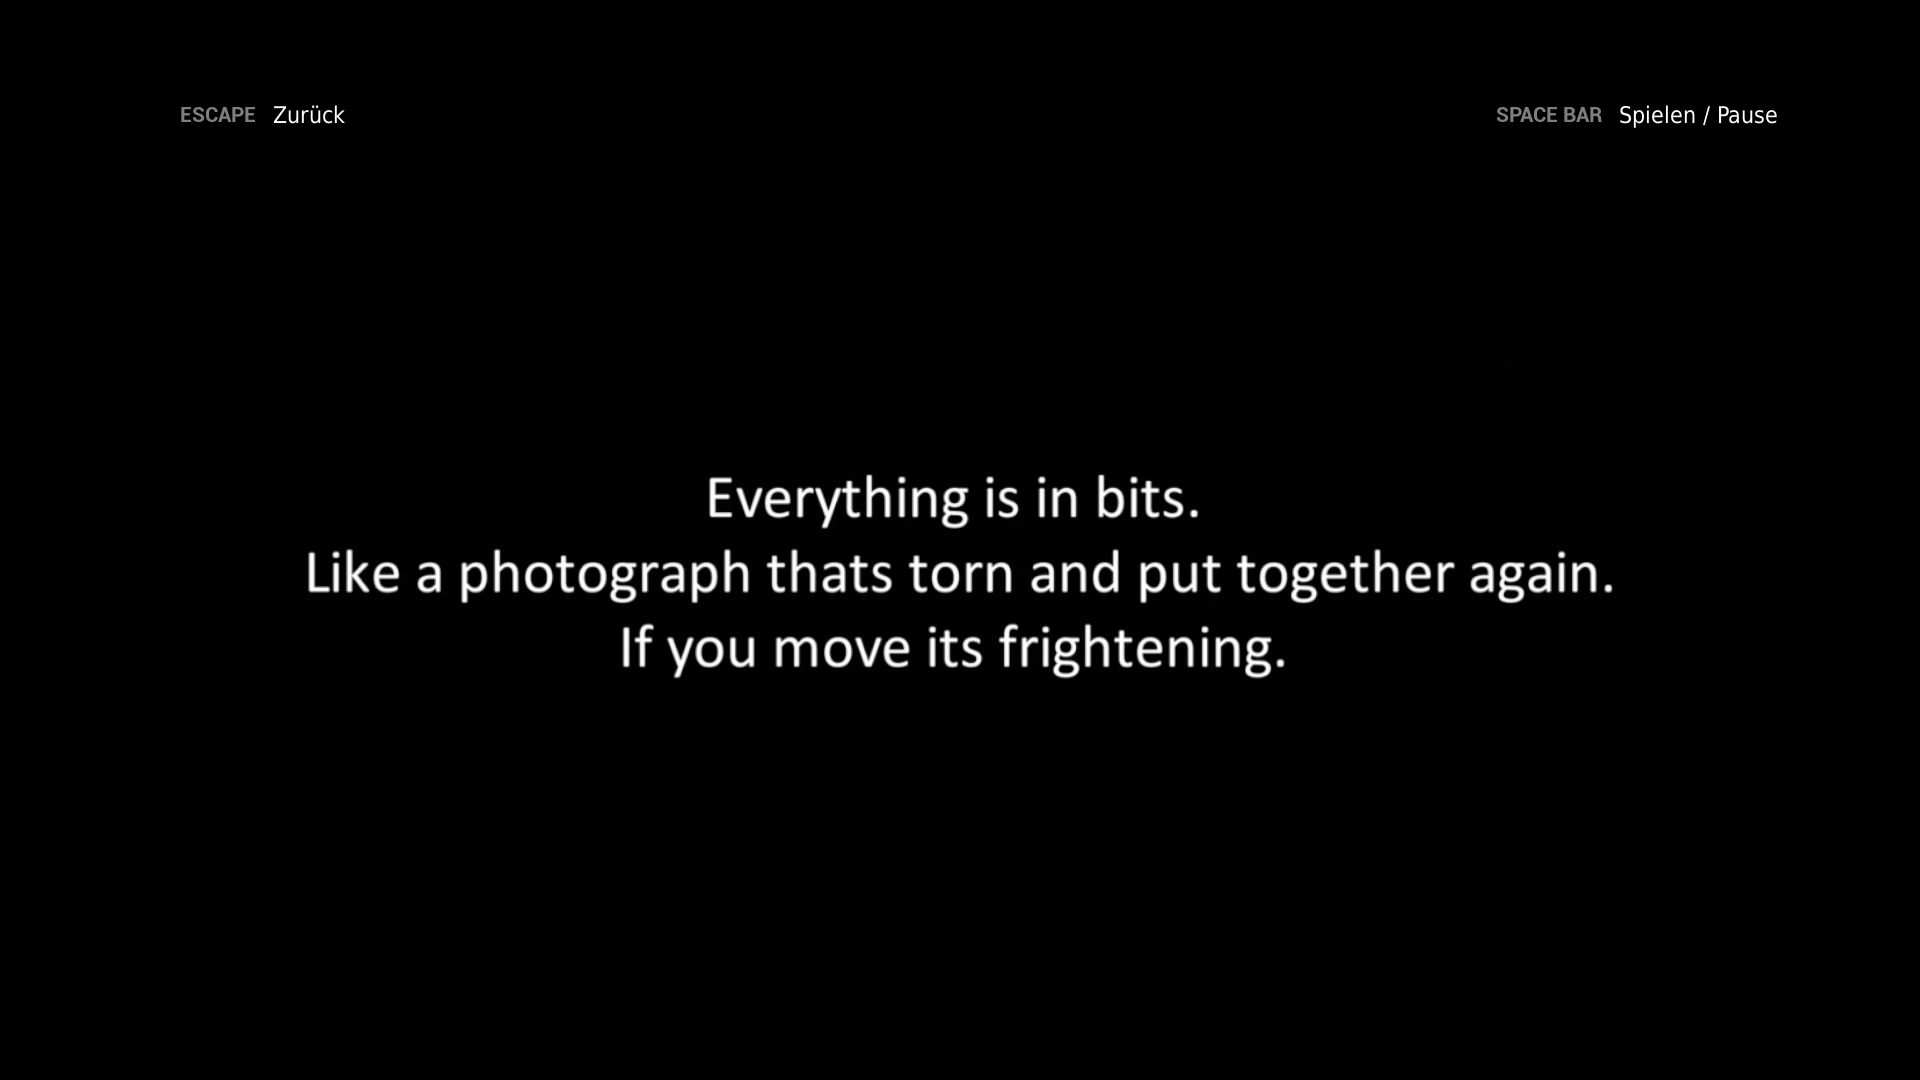 ESCAPE Zurück SPACE BAR Spielen / Pause
Everything is in bits.
Like a photograph thats torn and put together again.
If you move its frightening.